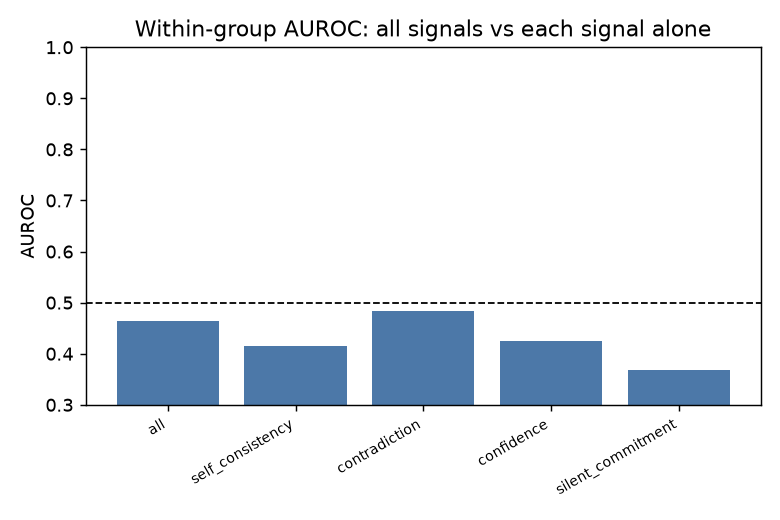 Within-group AUROC: all signals vs each signal alone
1.0
0.9
0.8
0.7
0.6
0.5
0.4
0.3
AUROC
all
self_consistency
contradiction
confidence
silent_commitment